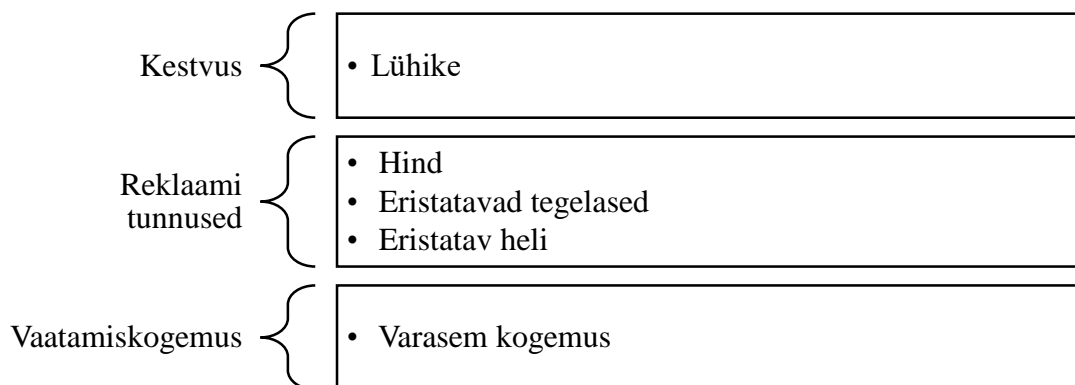 Kestvus
• Lühike
Reklaami
tunnused
• Hind
• Eristatavad tegelased
• Eristatav heli
Vaatamiskogemus
• Varasem kogemus